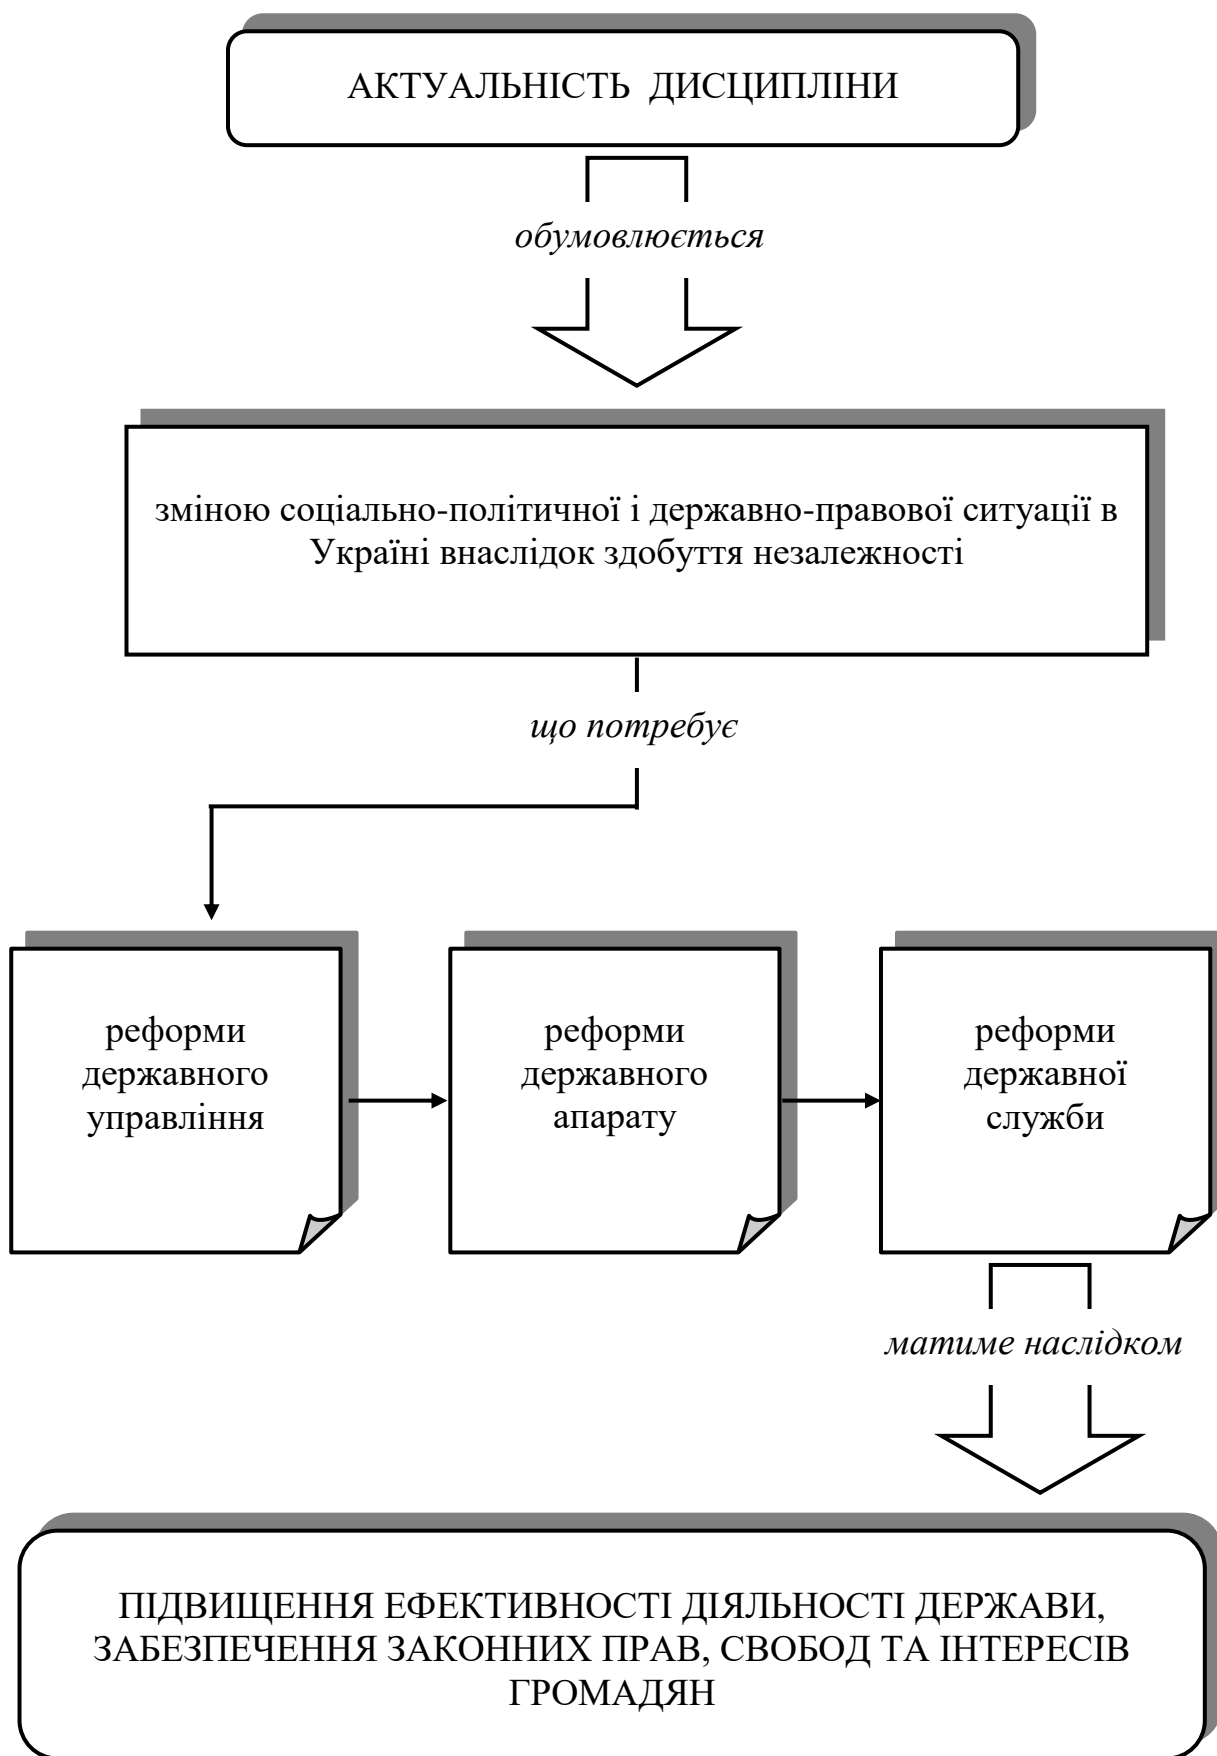 АКТУАЛЬНІСТЬ ДИСЦИПЛІНИ
обумовлюється
зміною соціально-політичної і державно-правової ситуації в
Україні внаслідок здобуття незалежності
що потребує
реформи
державного
управління
реформи
державного
апарату
реформи
державної
служби
матиме наслідком
ПІДВИЩЕННЯ ЕФЕКТИВНОСТІ ДІЯЛЬНОСТІ ДЕРЖАВИ,
ЗАБЕЗПЕЧЕННЯ ЗАКОННИХ ПРАВ, СВОБОД ТА ІНТЕРЕСІВ
ГРОМАДЯН